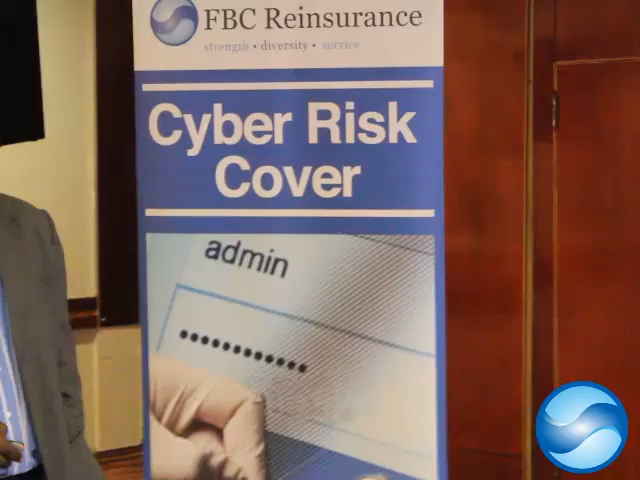 FBC Reinsurance
strength • diversity • service
Cyber Risk
Cover
admin